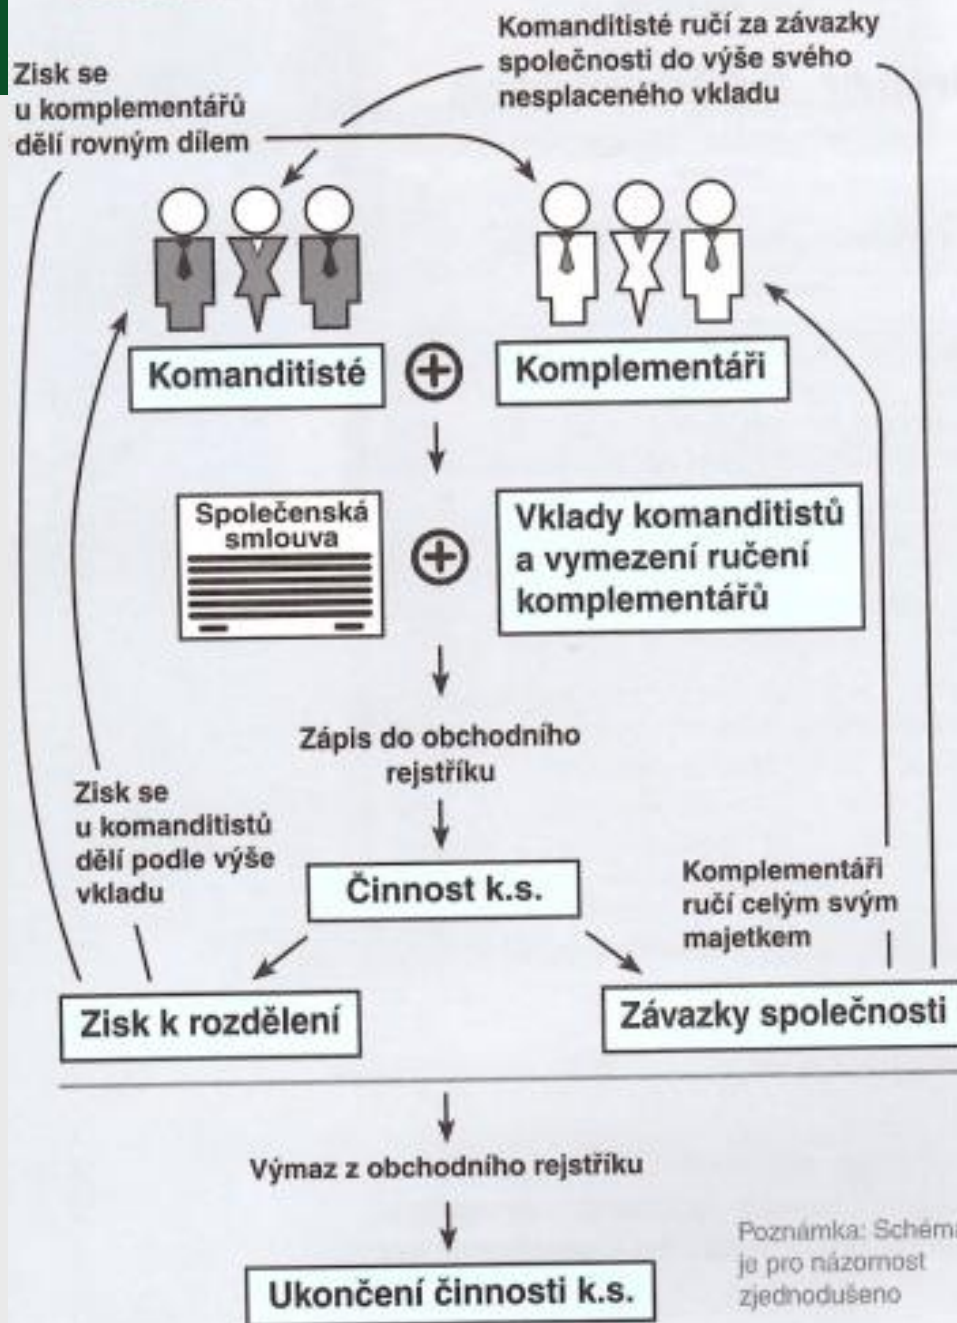 Komanditisté ručí za závazky
společnosti do výše svého
nesplaceného vkladu
Zisk se
u komplementářů
dělí rovným dílem
Komanditisté
Komplementáři
Společenská
smlouva
Vklady komanditistů
a vymezení ručení
komplementářů
Zápis do obchodního
rejstříku
Zisk se
u komanditistů
dělí podle výše
vkladu
Činnost k.s.
Komplementáři
ručí celým svým
majetkem
Zisk k rozdělení
Závazky společnosti
Výmaz z obchodního rejstříku
Ukončení činnosti k.s.
Poznámka: Schéma
je pro názornost
zjednodušeno